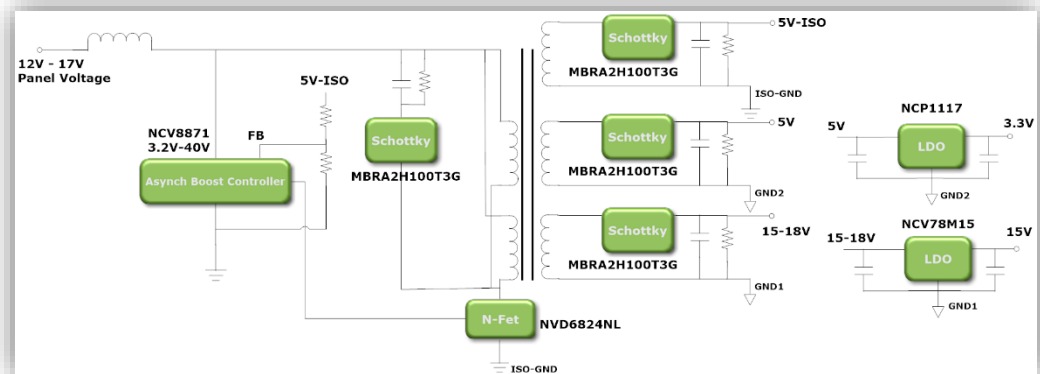 12V - 17V
Panel Voltage
NCV8871
3.2V-40V
FB
Asynch Boost Controller
5V-ISO
Schottky
MBRA2H100T3G
N-Fet
NVD6824NL
ISO-GND
Schottky
MBRA2H100T3G
5V-ISO
ISO-GND
Schottky
MBRA2H100T3G
5V
GND2
Schottky
MBRA2H100T3G
15-18V
GND1
NCP1117
5V
LDO
3.3V
GND2
NCV78M15
15-18V
LDO
15V
GND1